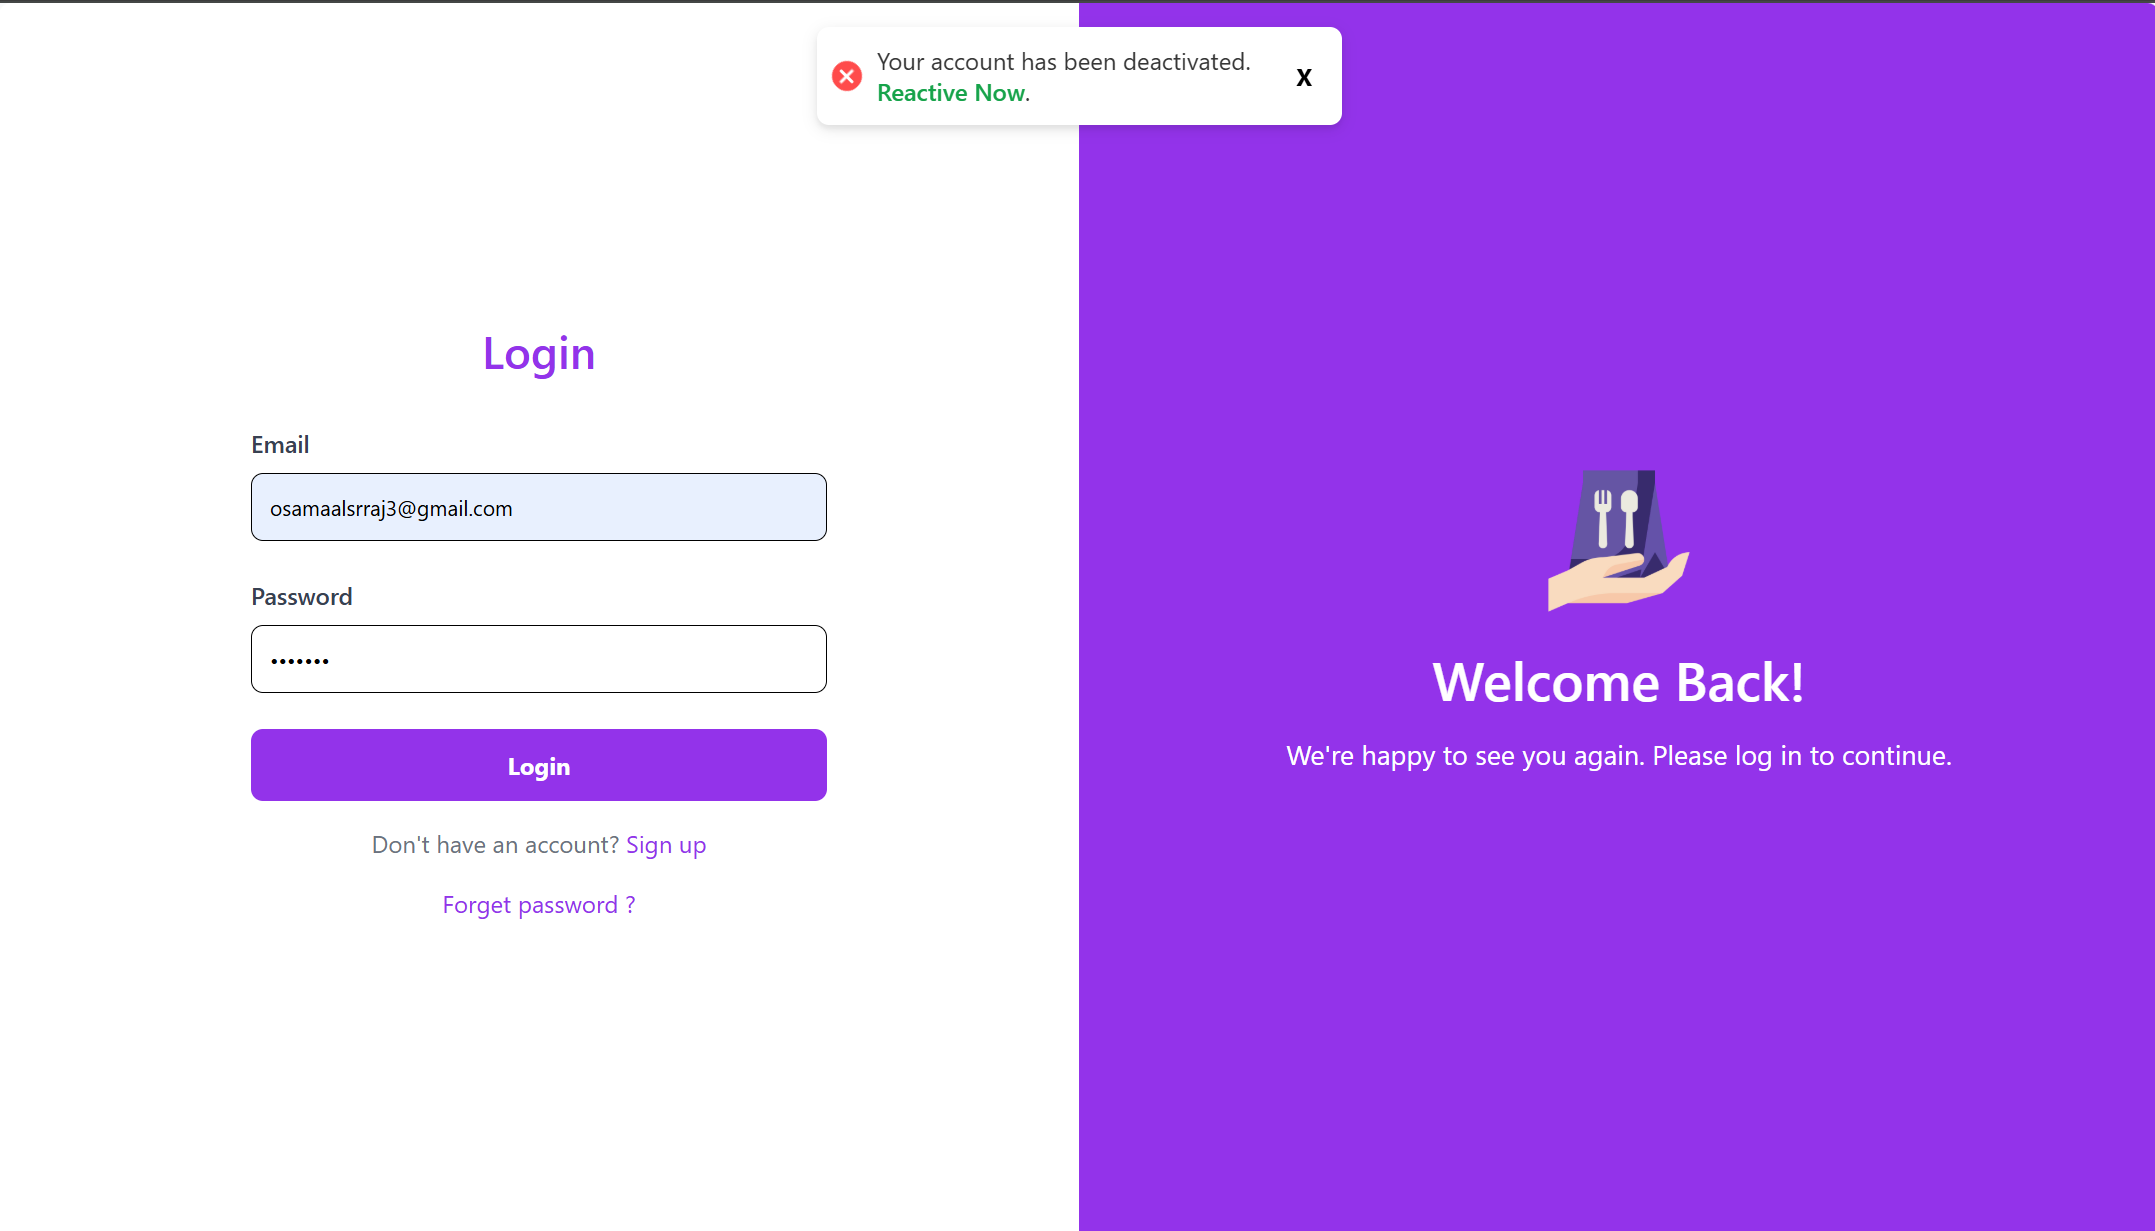 Your account has been deactivated.
Reactive Now.
X
Login
Email
osamaalsrraj3@gmail.com
Password
•••••••
Login
Don't have an account? Sign up
Forget password ?
Welcome Back!
We're happy to see you again. Please log in to continue.